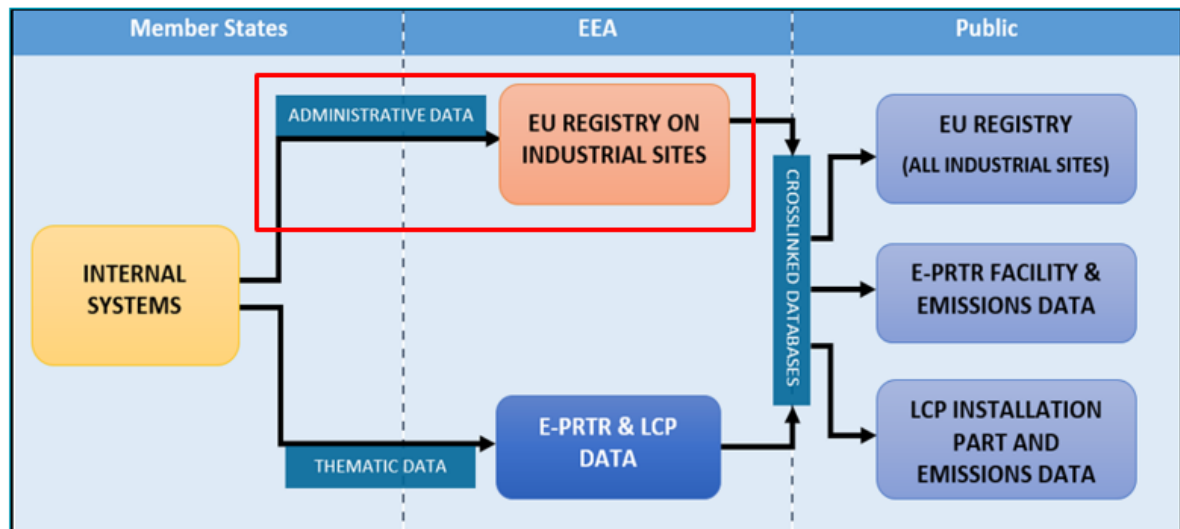 Member States
EEA
Public
ADMINISTRATIVE DATA
EU REGISTRY ON
INDUSTRIAL SITES
EU REGISTRY
(ALL INDUSTRIAL SITES)
INTERNAL
SYSTEMS
CROSSLINKED DATABASES
E-PRTR FACILITY &
EMISSIONS DATA
THEMATIC DATA
E-PRTR & LCP
DATA
LCP INSTALLATION
PART AND
EMISSIONS DATA